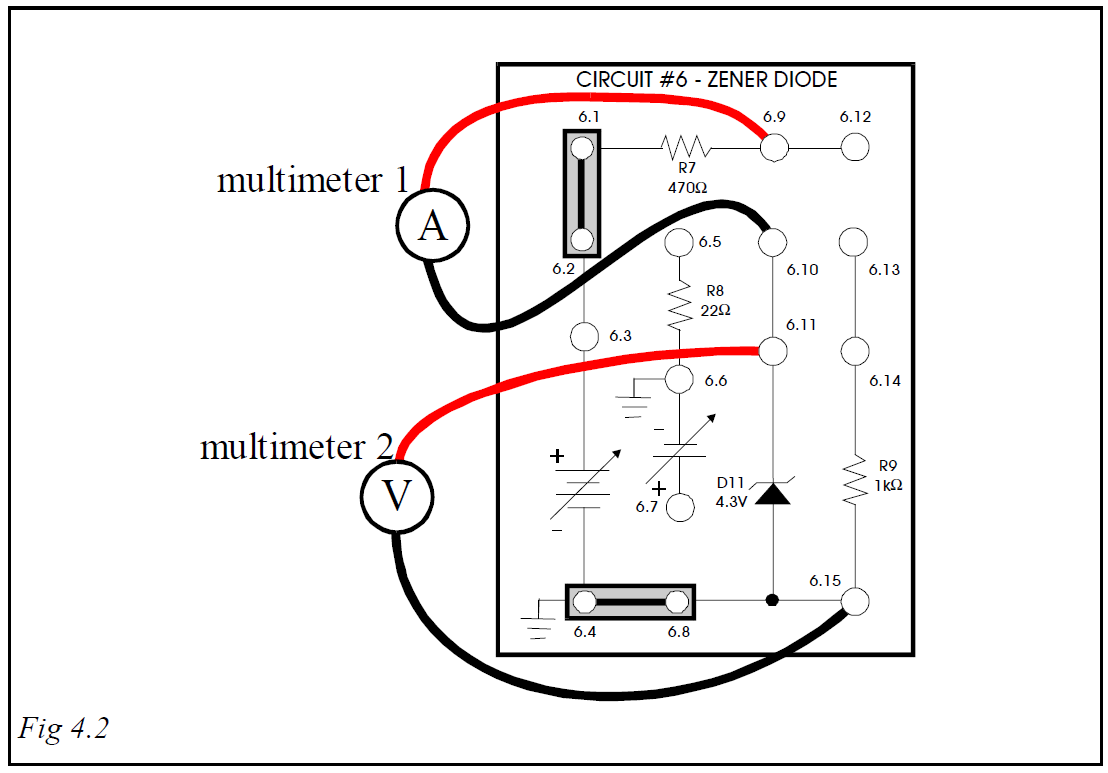 CIRCUIT #6 - ZENER DIODE
6.1
6.9
6.12
R7
470Ω
multimeter 1
A
6.2
6.5
6.10
6.13
R8
22Ω
6.3
6.11
6.6
6.14
multimeter 2
V
+
−
−
+
6.7
D11
4.3V
R9
1kΩ
6.15
6.4
6.8
Fig 4.2